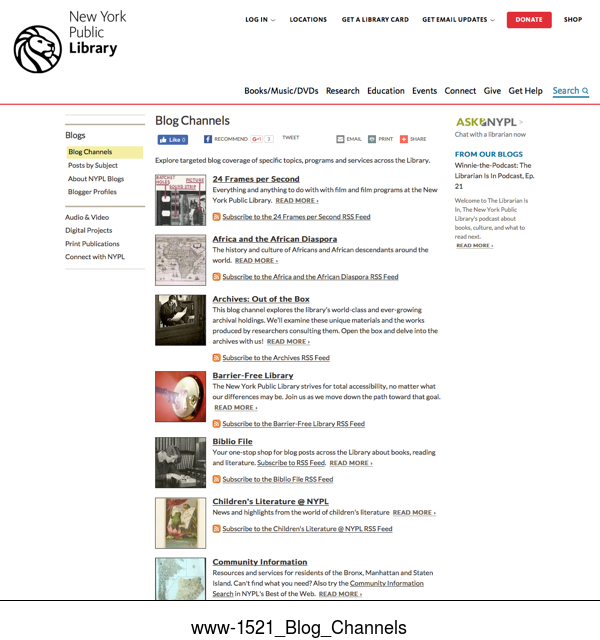 New York
Public
Library
LOG IN
LOCATIONS
GET A LIBRARY CARD
GET EMAIL UPDATES
DONATE
SHOP
Books/Music/DVDs Research Education Events Connect Give Get Help Search
Blogs
Blog Channels
Posts by Subject
About NYPL Blogs
Blogger Profiles
Audio & Video
Digital Projects
Print Publications
Connect with NYPL
Blog Channels
Like 0 RECOMMEND G+1 3 TWEET EMAIL PRINT SHARE
Explore targeted blog coverage of specific topics, programs and services across the Library.
24 Frames per Second
Everything and anything to do with with film and film programs at the New
York Public Library. READ MORE ›
Subscribe to the 24 Frames per Second RSS Feed
Africa and the African Diaspora
The history and culture of Africans and African descendants around the
world. READ MORE ›
Subscribe to the Africa and the African Diaspora RSS Feed
Archives: Out of the Box
This blog channel explores the library's world-class and ever-growing
archival holdings. We'll examine these unique materials and the works
produced by researchers consulting them. Open the box and delve into the
archives with us! READ MORE ›
Subscribe to the Archives RSS Feed
Barrier-Free Library
The New York Public Library strives for total accessibility, no matter what
our differences may be. Join us as we move down the path toward that goal.
READ MORE ›
Subscribe to the Barrier-Free Library RSS Feed
Biblio File
Your one-stop shop for blog posts across the Library about books, reading
and literature. Subscribe to RSS Feed. READ MORE ›
Subscribe to the Biblio File RSS Feed
Children's Literature @ NYPL
News and highlights from the world of children's literature READ MORE ›
Subscribe to the Children's Literature @ NYPL RSS Feed
Community Information
Resources and services for residents of the Bronx, Manhattan and Staten
Island. Can't find what you need? Also try the Community Information
Search in NYPL's Best of the Web. READ MORE ›
ASK NYPL >
Chat with a librarian now
FROM OUR BLOGS
Winnie-the-Podcast: The
Librarian Is In Podcast, Ep.
21
Welcome to The Librarian Is
In, The New York Public
Library's podcast about
books, culture, and what to
read next.
READ MORE ›
www-1521_Blog_Channels